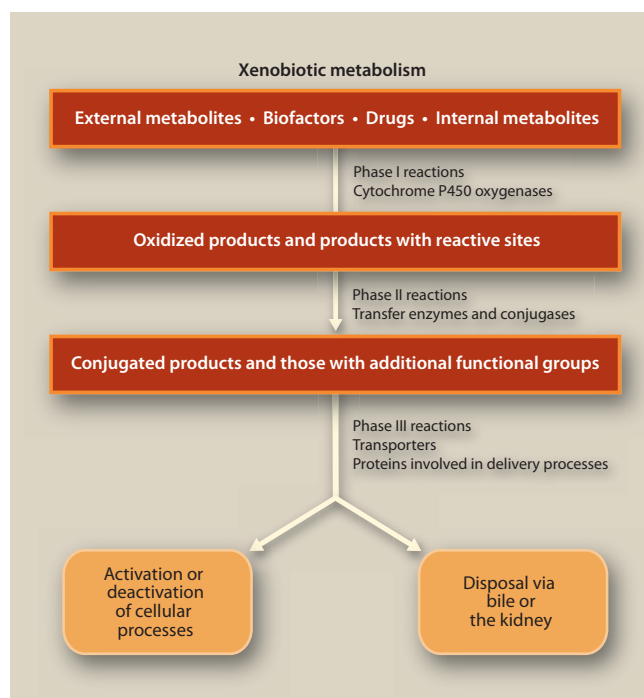 Xenobiotic metabolism
External metabolites • Biofactors • Drugs • Internal metabolites
Phase I reactions
Cytochrome P450 oxygenases
Oxidized products and products with reactive sites
Phase II reactions
Transfer enzymes and conjugases
Conjugated products and those with additional functional groups
Phase III reactions
Transporters
Proteins involved in delivery processes
Activation or
deactivation
of cellular
processes
Disposal via
bile or
the kidney